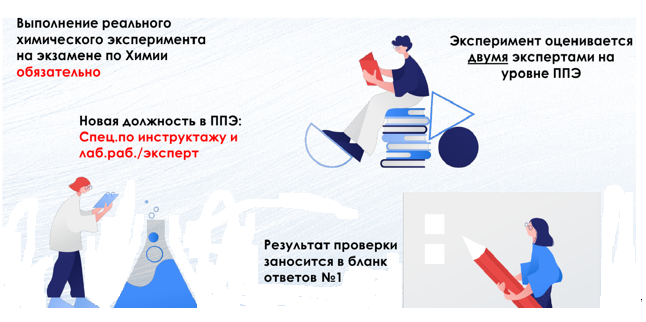 Выполнение реального
химического эксперимента
на экзамене по Химии
обязательно
Эксперимент оценивается
двумя экспертами на
уровне ППЭ
Новая должность в ППЭ:
Спец.по инструктажу и
лаб.раб./эксперт
Результат проверки
заносится в бланк
ответов №1